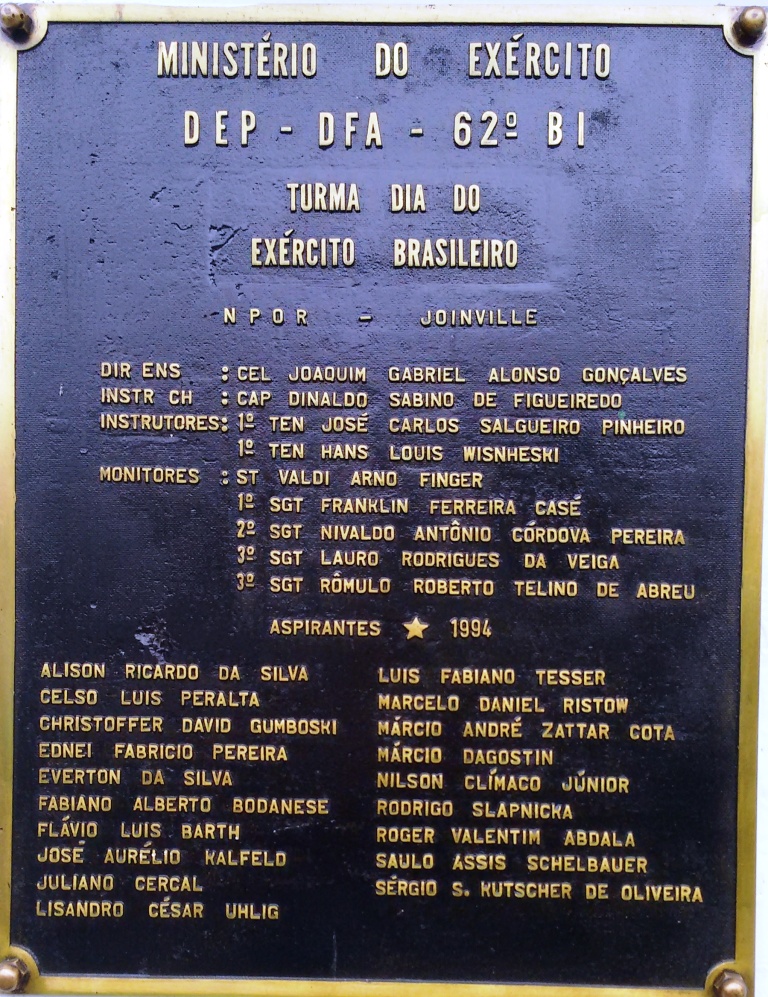 MINISTÉRIO DO EXÉRCITO
DEP - DFA - 62º BI
TURMA DIA DO
EXÉRCITO BRASILEIRO
NPOR - JOINVILLE
DIR ENS : CEL JOAQUIM GABRIEL ALONSO GONÇALVES
INSTR CH : CAP DINALDO SABINO DE FIGUEIREDO
INSTRUTORES: 1º TEN JOSÉ CARLOS SALGUEIRO PINHEIRO
1º TEN HANS LOUIS WISNHESKI
MONITORES : ST VALDI ARNO FINGER
1º SGT FRANKLIN FERREIRA CASÉ
2º SGT NIVALDO ANTÔNIO CÓRDOVA PEREIRA
3º SGT LAURO RODRIGUES DA VEIGA
3º SGT RÔMULO ROBERTO TELINO DE ABREU
ASPIRANTES ★ 1994
ALISON RICARDO DA SILVA
CELSO LUIS PERALTA
CHRISTOFFER DAVID GUMBOSKI
EDNEI FABRICIO PEREIRA
EVERTON DA SILVA
FABIANO ALBERTO BODANESE
FLÁVIO LUIS BARTH
JOSÉ AURÉLIO KALFELD
JULIANO CERCAL
LISANDRO CÉSAR UHLIG
LUIS FABIANO TESSER
MARCELO DANIEL RISTOW
MÁRCIO ANDRÉ ZATTAR COTA
MÁRCIO DAGOSTIN
NILSON CLÍMACO JÚNIOR
RODRIGO SLAPNICKA
ROGER VALENTIM ABDALA
SAULO ASSIS SCHELBAUER
SÉRGIO S. KUTSCHER DE OLIVEIRA